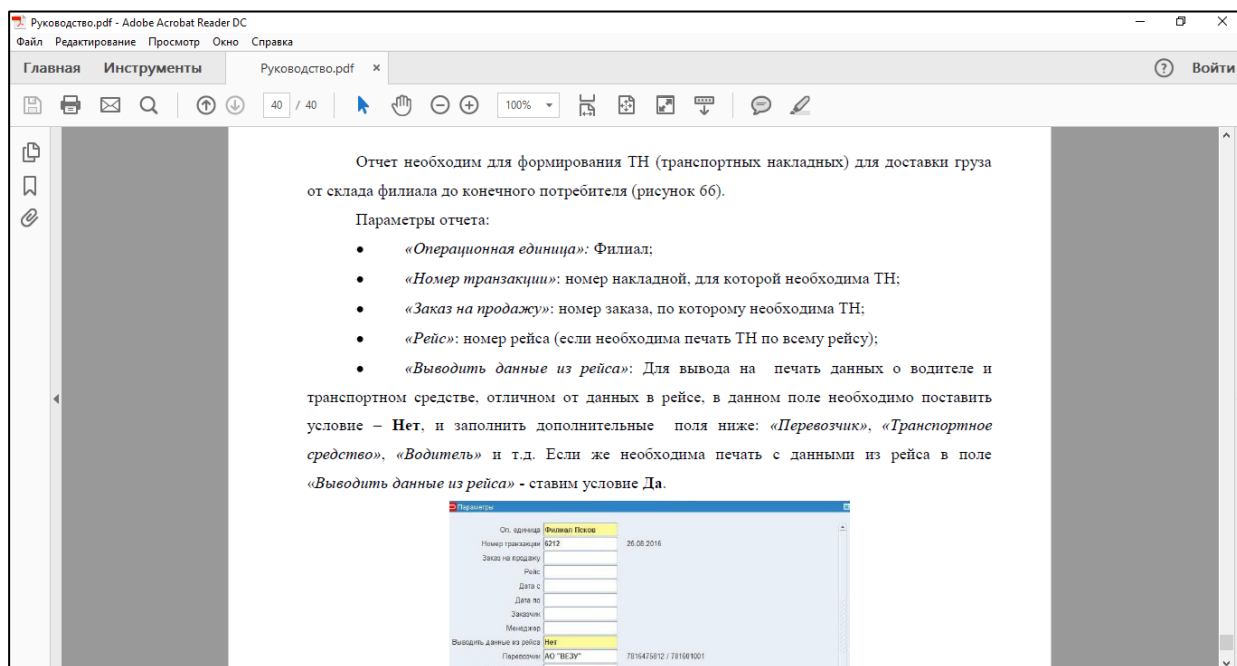 Руководство.pdf - Adobe Acrobat Reader DC
Файл Редактирование Просмотр Окно Справка
Главная Инструменты Руководство.pdf × ? Войти
40 / 40 100%
Отчет необходим для формирования ТН (транспортных накладных) для доставки груза
от склада филиала до конечного потребителя (рисунок 66).
Параметры отчета:
● «Операционная единица»: Филиал;
● «Номер транзакции»: номер накладной, для которой необходима ТН;
● «Заказ на продажу»: номер заказа, по которому необходима ТН;
● «Рейс»: номер рейса (если необходима печать ТН по всему рейсу);
● «Выводить данные из рейса»: Для вывода на печать данных о водителе и
транспортном средстве, отличном от данных в рейсе, в данном поле необходимо поставить
условие – Нет, и заполнить дополнительные поля ниже: «Перевозчик», «Транспортное
средство», «Водитель» и т.д. Если же необходима печать с данными из рейса в поле
«Выводить данные из рейса» - ставим условие Да.
Параметры
Оп. единица Филиал Псков
Номер транзакции 6212 26.08.2016
Заказ на продажу
Рейс
Дата с
Дата по
Заказчик
Менеджер
Выводить данные из рейса Нет
Перевозчик АО "ВЕЗУ" 7816475812 / 781601001